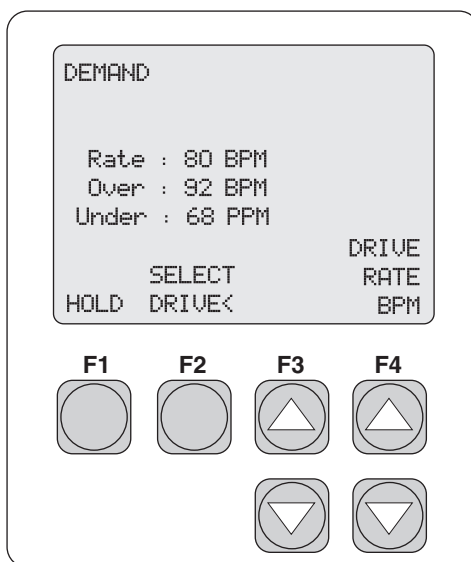 DEMAND
Rate : 80 BPM
Over : 92 BPM
Under : 68 PPM
DRIVE
SELECT RATE
HOLD DRIVE< BPM
F1 F2 F3 F4